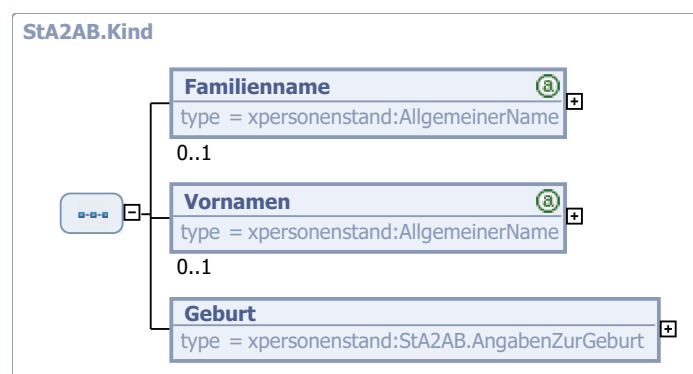 StA2AB.Kind
Familienname
a
type = xpersonenstand:AllgemeinerName
0..1
Vornamen
a
type = xpersonenstand:AllgemeinerName
0..1
Geburt
type = xpersonenstand:StA2AB.AngabenZurGeburt